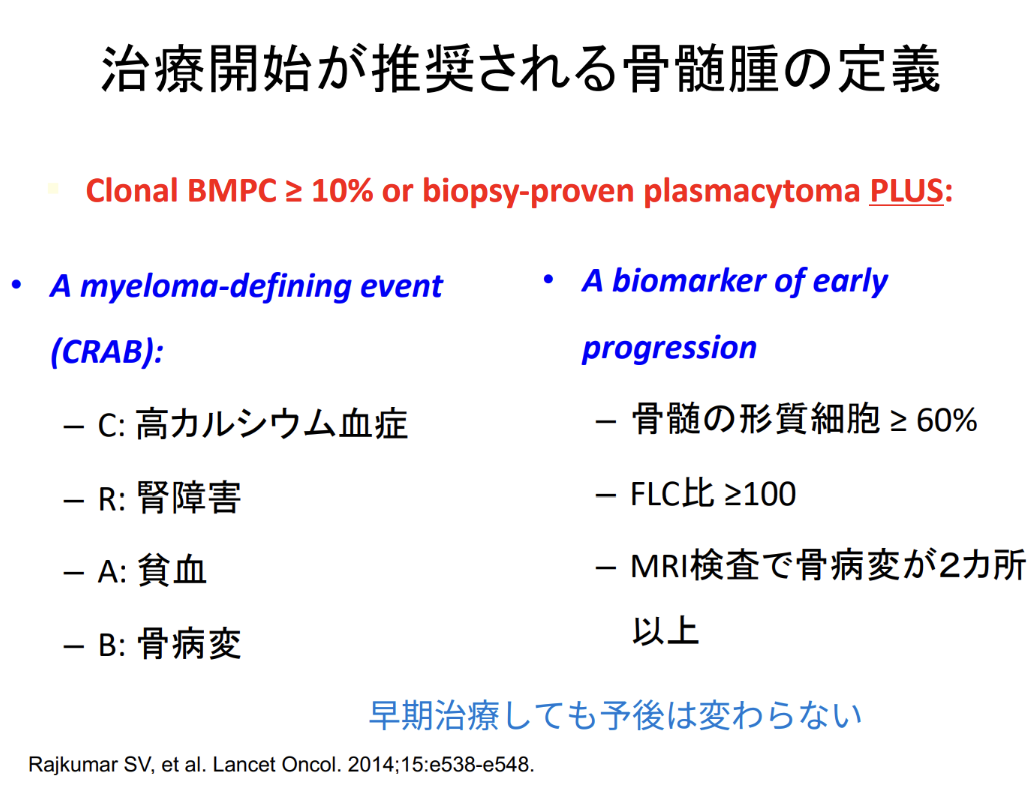 治療開始が推奨される骨髄腫の定義
Clonal BMPC ≥ 10% or biopsy-proven plasmacytoma PLUS:
• A myeloma-defining event
(CRAB):
– C: 高カルシウム血症
– R: 腎障害
– A: 貧血
– B: 骨病変
• A biomarker of early
progression
– 骨髄の形質細胞 ≥ 60%
– FLC比 ≥100
– MRI検査で骨病変が2カ所
以上
早期治療しても予後は変わらない
Rajkumar SV, et al. Lancet Oncol. 2014;15:e538-e548.